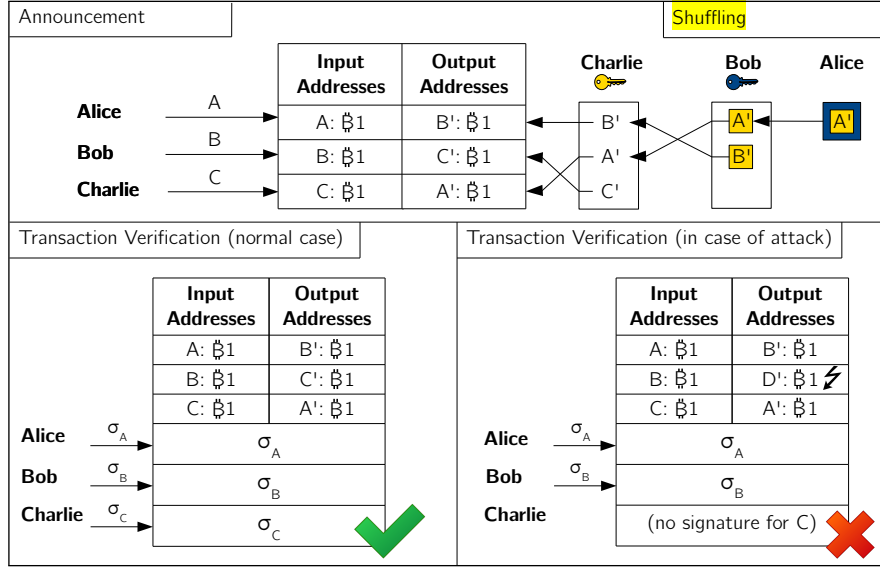 Announcement
Shuffling
Input Addresses
Output Addresses
Charlie
Bob
Alice
Alice
A
A: ₿1
B': ₿1
B'
A'
A'
Bob
B
B: ₿1
C': ₿1
A'
B'
Charlie
C
C: ₿1
A': ₿1
C'
Transaction Verification (normal case)
Input Addresses
Output Addresses
A: ₿1
B': ₿1
B: ₿1
C': ₿1
C: ₿1
A': ₿1
Alice
σA
σA
Bob
σB
σB
Charlie
σC
σC
Transaction Verification (in case of attack)
Input Addresses
Output Addresses
A: ₿1
B': ₿1
B: ₿1
D': ₿1
C: ₿1
A': ₿1
Alice
σA
σA
Bob
σB
σB
Charlie
(no signature for C)